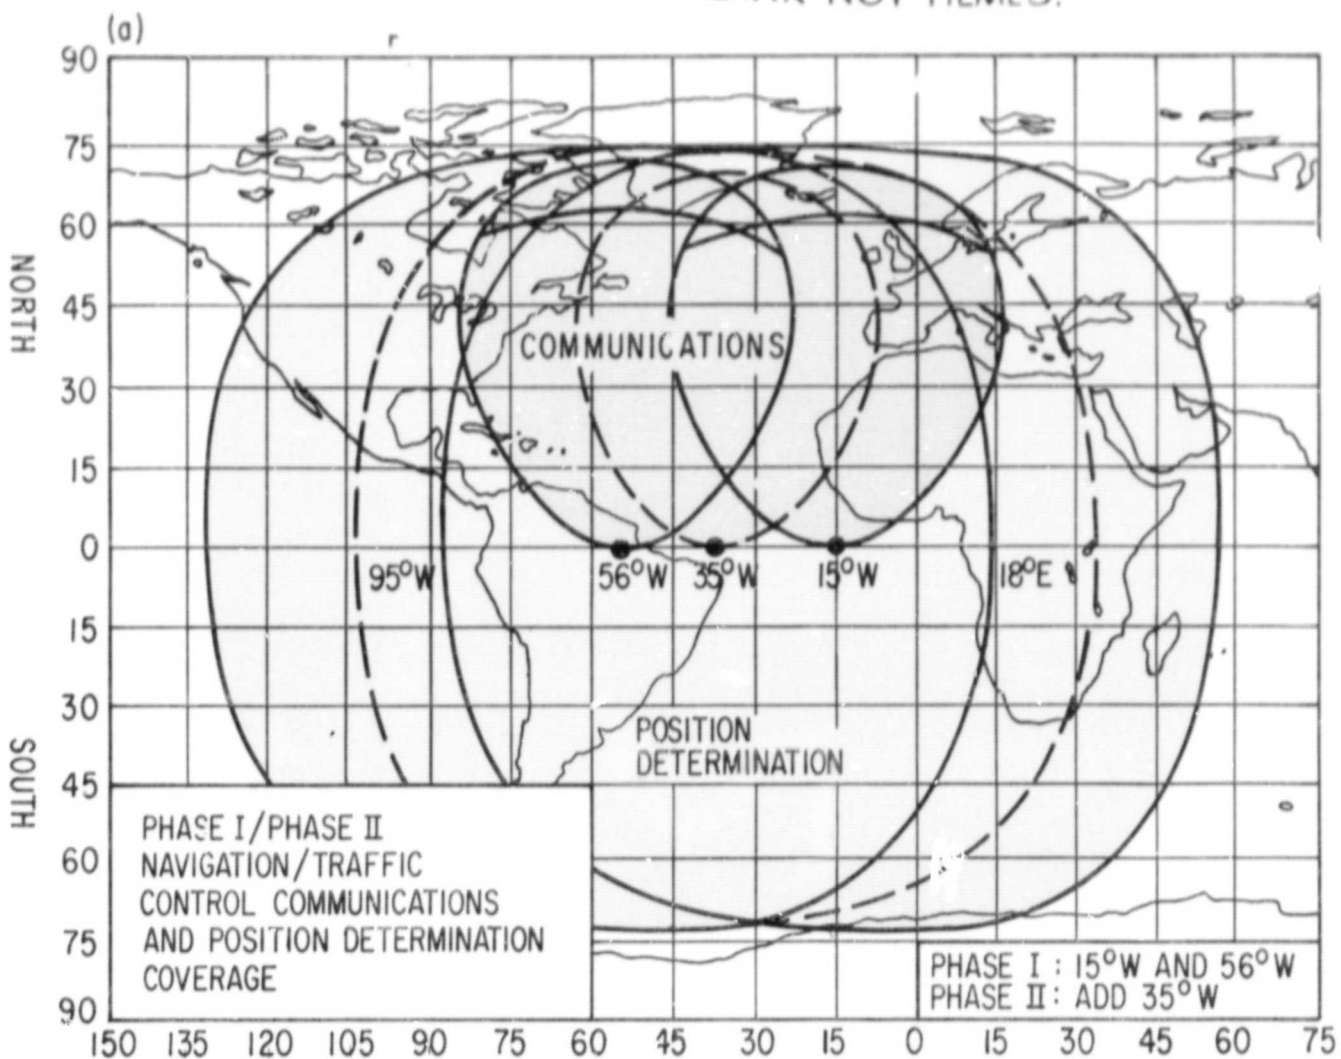 NOT
(a)
90
75
60
45
30
15
0
15
30
45
60
75
90
NORTH
SOUTH
COMMUNICATIONS
95°W
56°W
35°W
15°W
18°E
POSITION
DETERMINATION
PHASE I/PHASE II
NAVIGATION/TRAFFIC
CONTROL COMMUNICATIONS
AND POSITION DETERMINATION
COVERAGE
PHASE I : 15°W AND 56°W
PHASE II : ADD 35°W
150 135 120 105 90 75 60 45 30 15 0 15 30 45 60 75